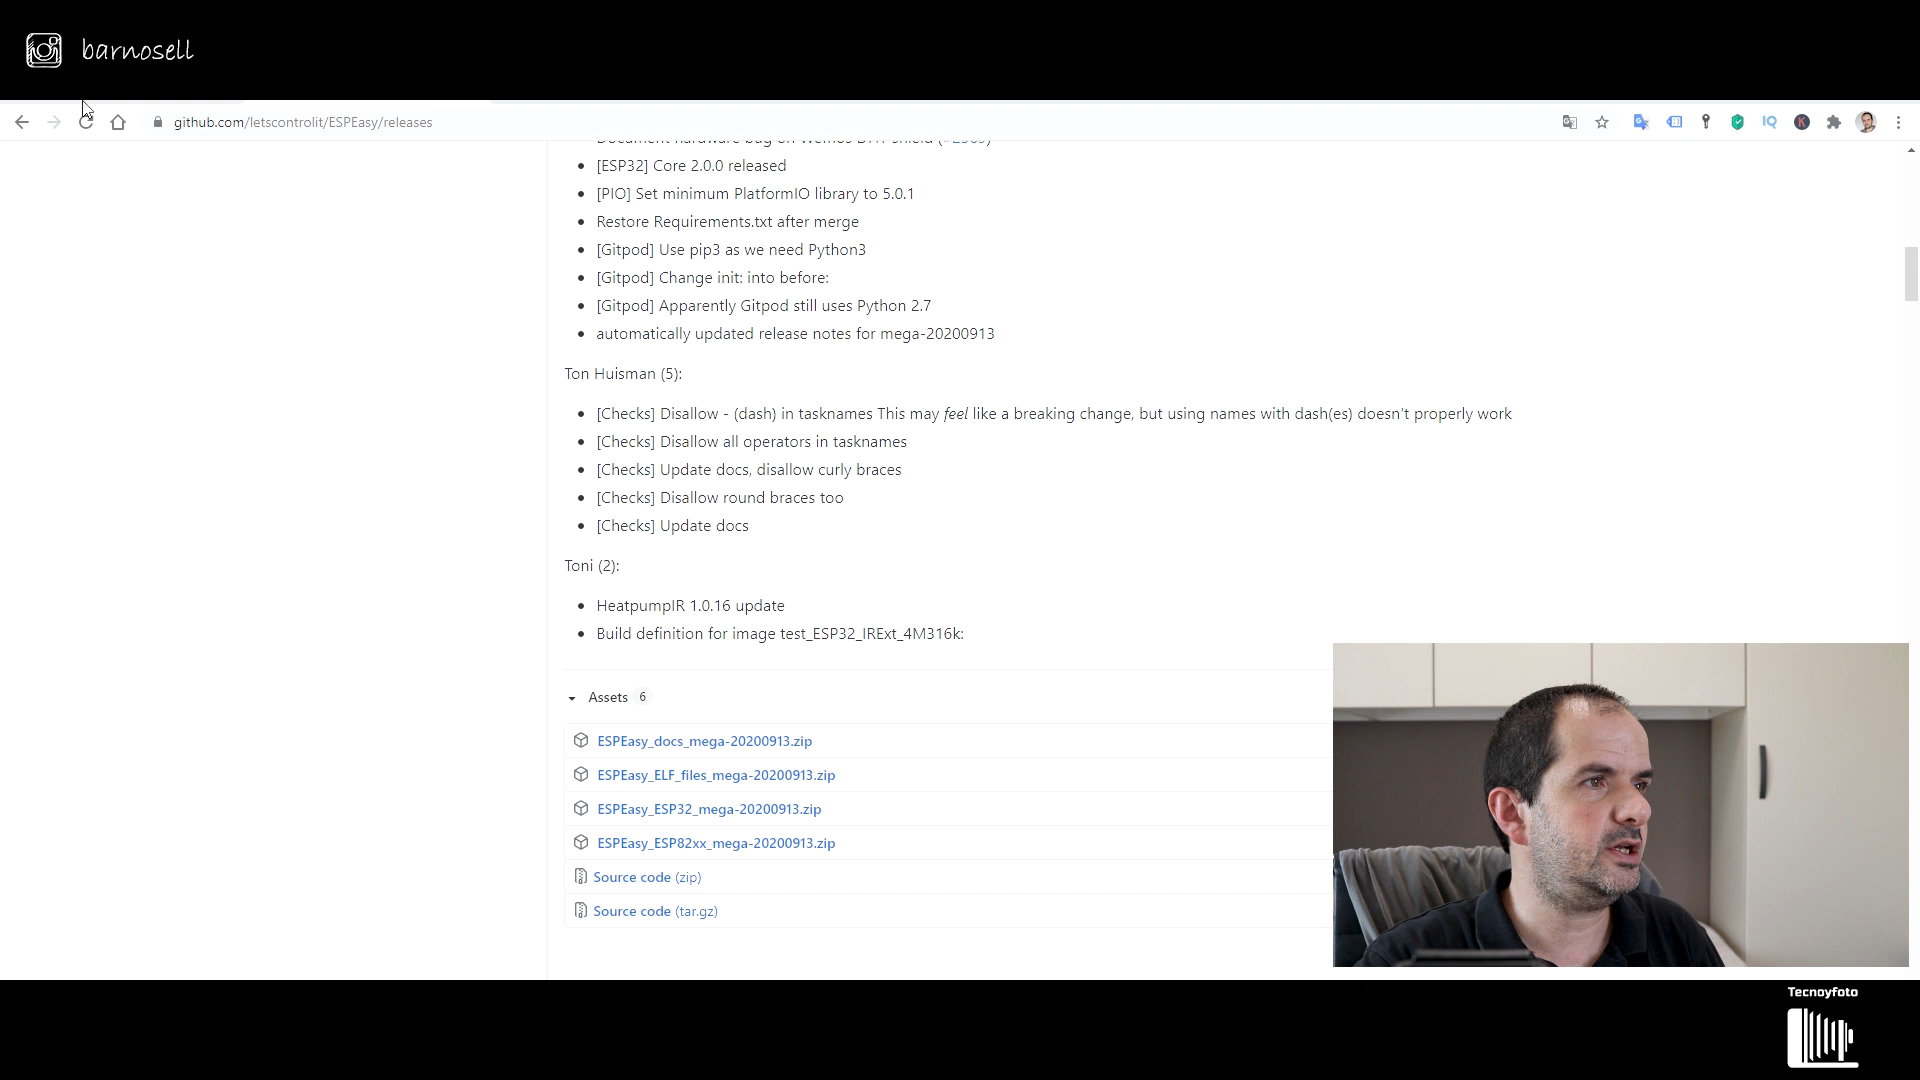 barnosell
github.com/letscontrolit/ESPEasy/releases
IQ
K
[ESP32] Core 2.0.0 released
[PIO] Set minimum PlatformIO library to 5.0.1
Restore Requirements.txt after merge
[Gitpod] Use pip3 as we need Python3
[Gitpod] Change init: into before:
[Gitpod] Apparently Gitpod still uses Python 2.7
automatically updated release notes for mega-20200913
Ton Huisman (5):
[Checks] Disallow - (dash) in tasknames This may feel like a breaking change, but using names with dash(es) doesn't properly work
[Checks] Disallow all operators in tasknames
[Checks] Update docs, disallow curly braces
[Checks] Disallow round braces too
[Checks] Update docs
Toni (2):
HeatpumpIR 1.0.16 update
Build definition for image test_ESP32_IRExt_4M316k:
Assets 6
ESPEasy_docs_mega-20200913.zip
ESPEasy_ELF_files_mega-20200913.zip
ESPEasy_ESP32_mega-20200913.zip
ESPEasy_ESP82xx_mega-20200913.zip
Source code (zip)
Source code (tar.gz)
Tecnoyfoto